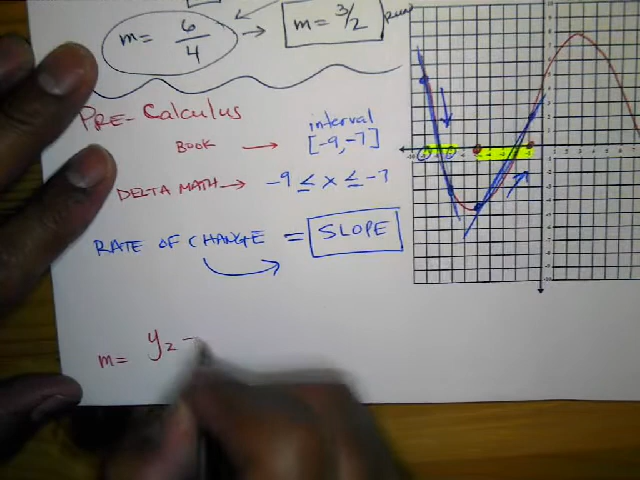 m = 6/4 → m = 3/2
PRE-Calculus
BOOK → interval
[-9,-7]
DELTA MATH → -9 ≤ x ≤ -7
RATE OF CHANGE = SLOPE
m= y₂ -